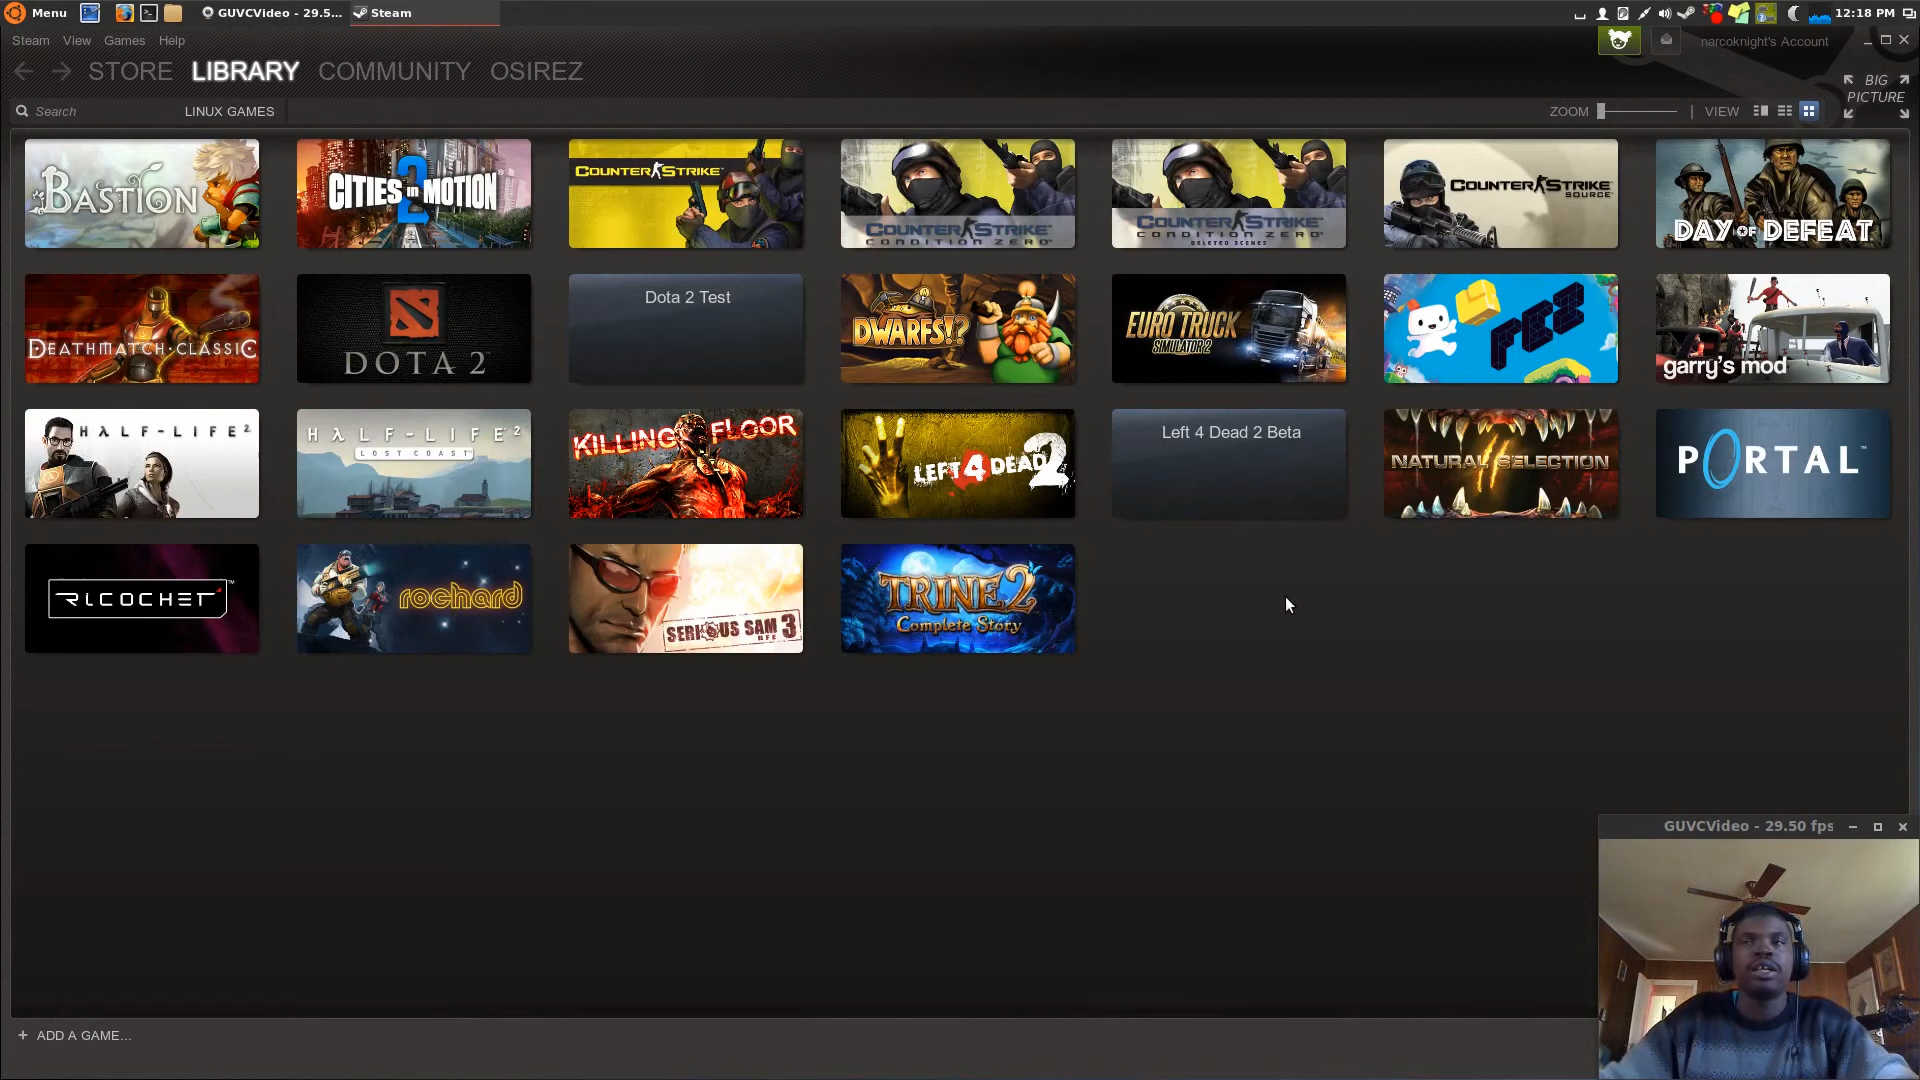 Menu
GUVCVideo - 29.5...
Steam
12:18 PM
Steam View Games Help
narcoknight's Account
STORE LIBRARY COMMUNITY OSIREZ
BIG PICTURE
Search
LINUX GAMES
ZOOM
VIEW
BASTION
CITIES IN MOTION 2
COUNTER STRIKE
COUNTER STRIKE CONDITION ZERO
COUNTER STRIKE CONDITION ZERO DELETED SCENES
COUNTER STRIKE SOURCE
DAY OF DEFEAT
DEATHMATCH CLASSIC
DOTA 2
Dota 2 Test
DWARFS!?
EURO TRUCK SIMULATOR 2
FEZ
garry's mod
HλLF-LIFE 2
HλLF-LIFE 2 LOST COAST
KILLING FLOOR
LEFT 4 DEAD 2
Left 4 Dead 2 Beta
NATURAL SELECTION II
PORTAL™
RICOCHET™
rochard
SERIOUS SAM 3 BFE
TRINE 2 Complete Story
GUVCVideo - 29.50 fps
+ ADD A GAME...